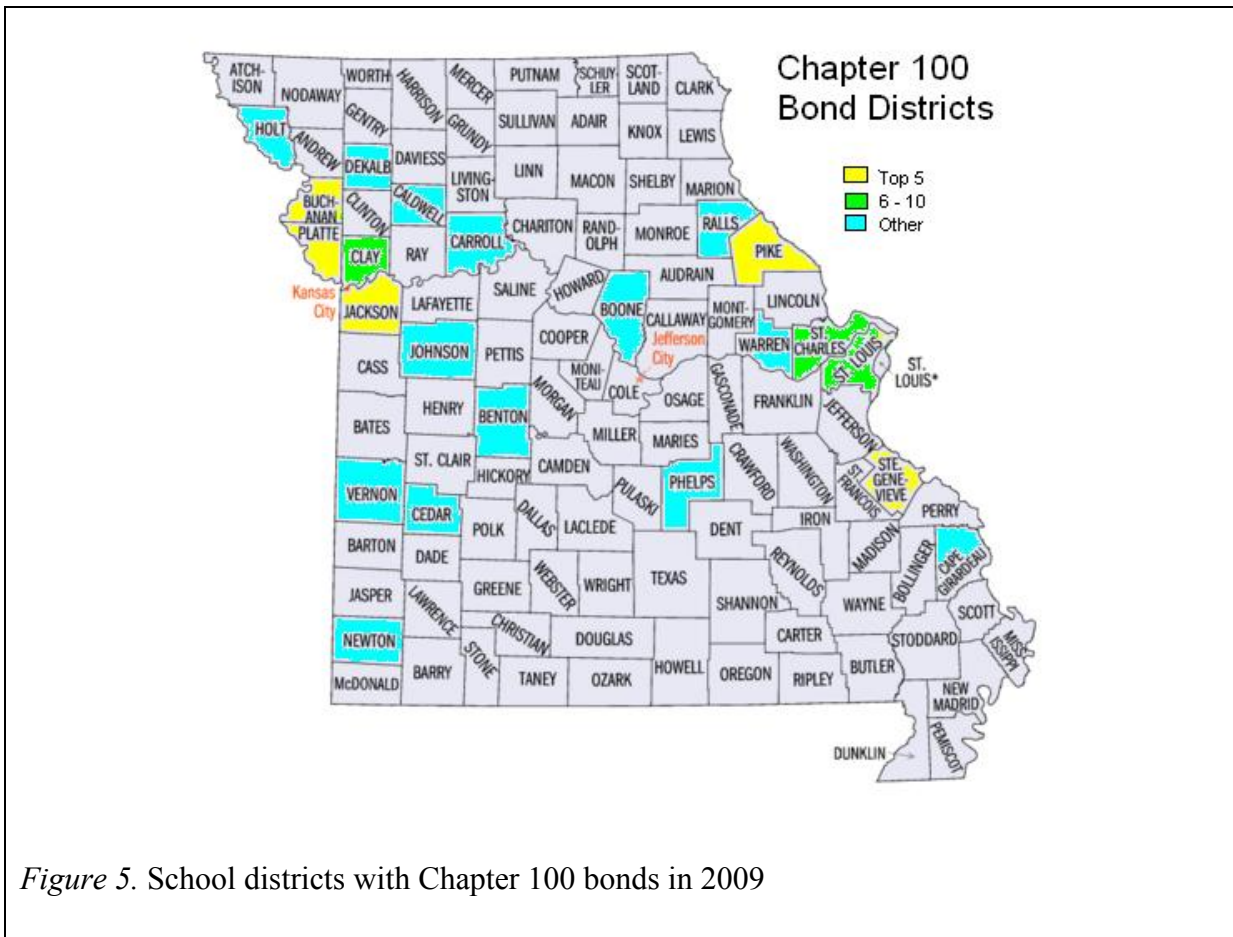 Chapter 100
Bond Districts
Top 5
6 - 10
Other
ATCH-
ISON
NODAWAY
WORTH
HARRISON
MERCER
PUTNAM
SCHUY-
LER
SCOT-
LAND
CLARK
HOLT
ANDREW
GENTRY
DEKALB
DAVIESS
GRUNDY
SULLIVAN
ADAIR
KNOX
LEWIS
LIVING-
STON
LINN
MACON
SHELBY
MARION
BUCH-
ANAN
CLINTON
CALDWELL
CARROLL
CHARITON
RAND-
OLPH
MONROE
RALLS
PIKE
PLATTE
CLAY
RAY
Kansas
City
JACKSON
LAFAYETTE
SALINE
HOWARD
BOONE
AUDRAIN
CALLAWAY
MONT-
GOMERY
LINCOLN
WARREN
ST.
CHARLES
ST. LOUIS
ST.
LOUIS*
CASS
JOHNSON
PETTIS
COOPER
MONI-
TEAU
COLE
Jefferson
City
OSAGE
GASCONADE
FRANKLIN
JEFFERSON
BATES
HENRY
BENTON
MORGAN
MILLER
MARIES
ST. CLAIR
HICKORY
CAMDEN
PULASKI
PHELPS
CRAWFORD
WASHINGTON
ST.
FRANCOIS
STE.
GENE-
VIEVE
PERRY
VERNON
CEDAR
POLK
DALLAS
LACLEDE
DENT
IRON
MADISON
BOLLINGER
CAPE
GIRARDEAU
BARTON
DADE
GREENE
WEBSTER
WRIGHT
TEXAS
REYNOLDS
SHANNON
WAYNE
SCOTT
JASPER
LAWRENCE
CHRISTIAN
DOUGLAS
CARTER
STODDARD
MISS-
ISSIPPI
NEWTON
McDONALD
BARRY
STONE
TANEY
OZARK
HOWELL
OREGON
RIPLEY
BUTLER
NEW
MADRID
DUNKLIN
PEMISCOT
Figure 5. School districts with Chapter 100 bonds in 2009